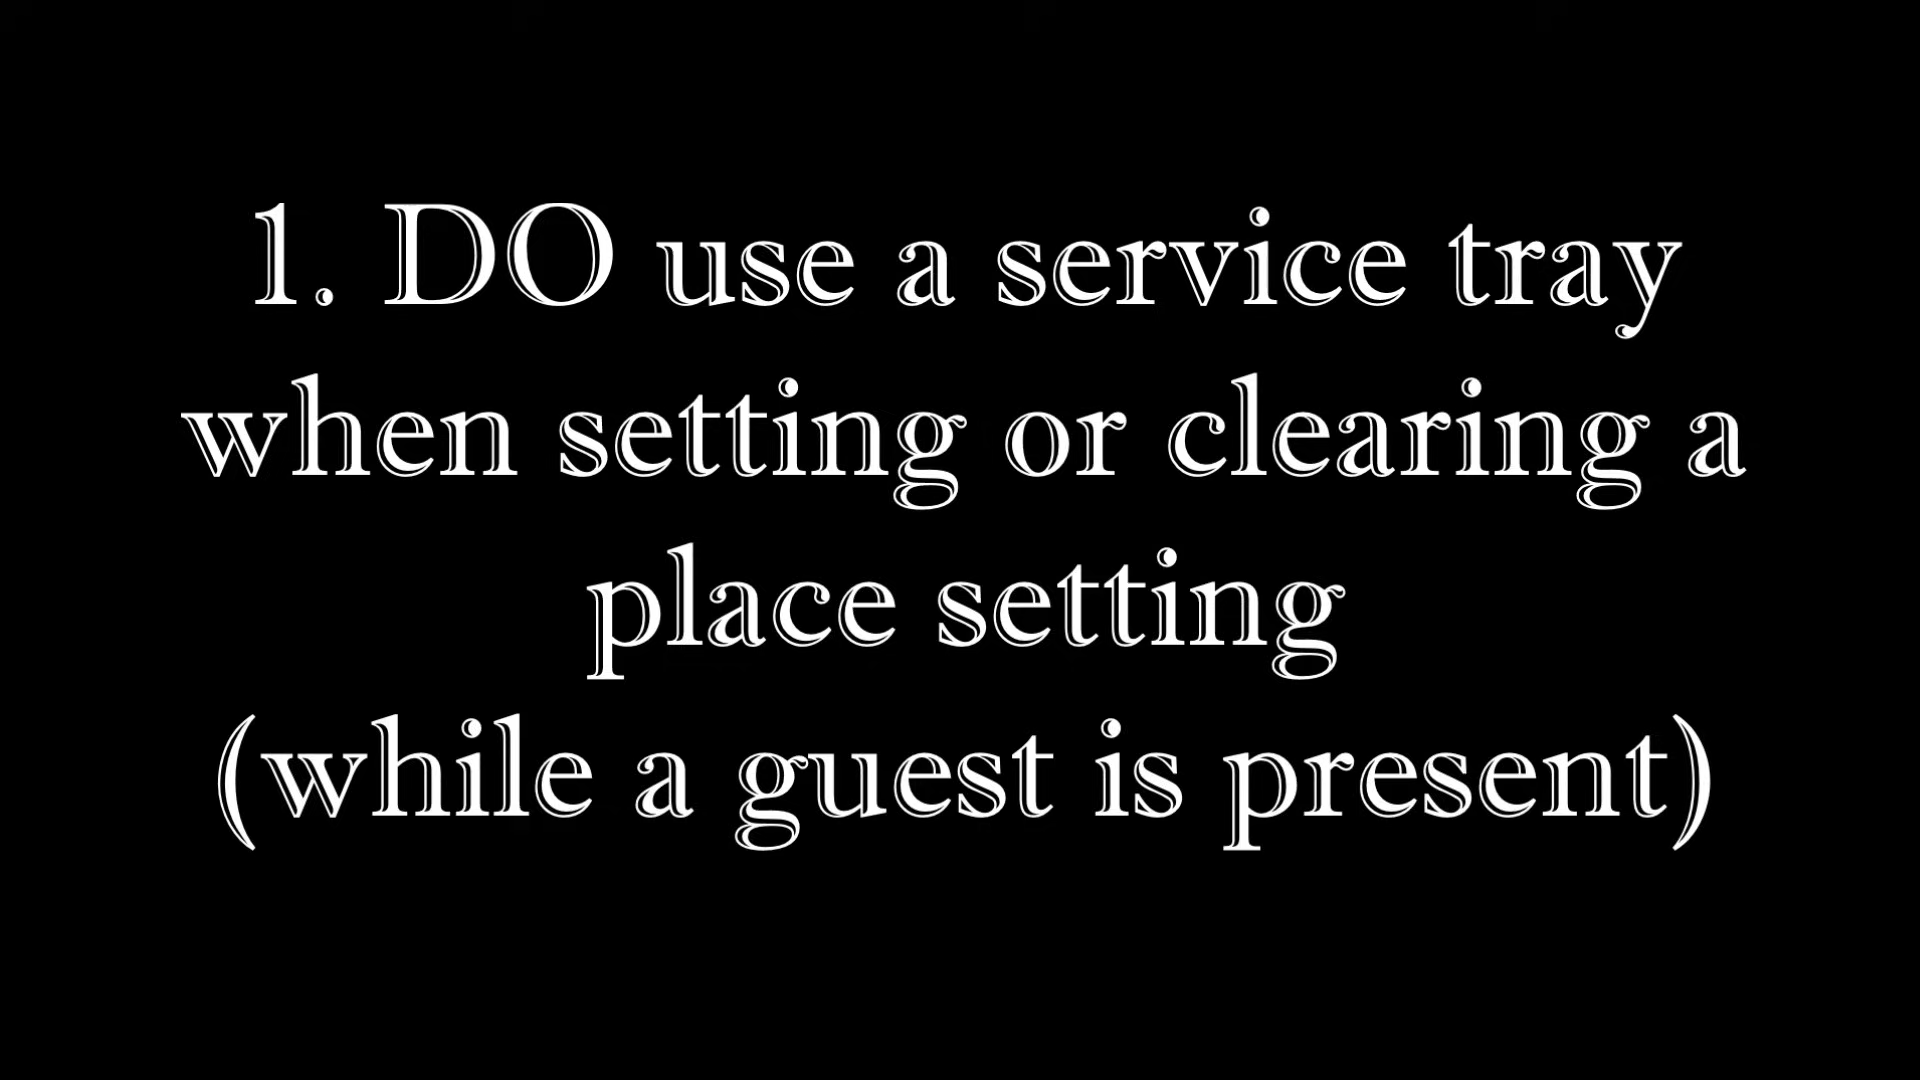 1. DO use a service tray
when setting or clearing a
place setting
(while a guest is present)